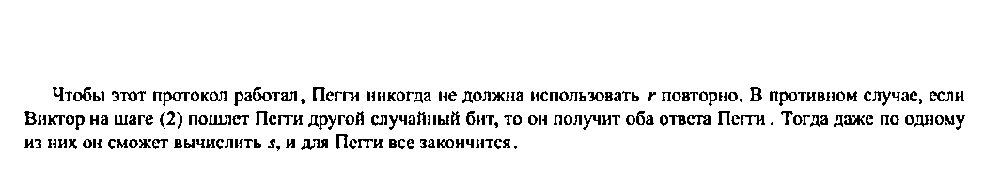 Чтобы этот протокол работал, Пегги никогда не должна использовать r повторно. В противном случае, если
Виктор на шаге (2) пошлет Пегги другой случайный бит, то он получит оба ответа Пегги . Тогда даже по одному
из них он сможет вычислить s, и для Пегги все закончится.